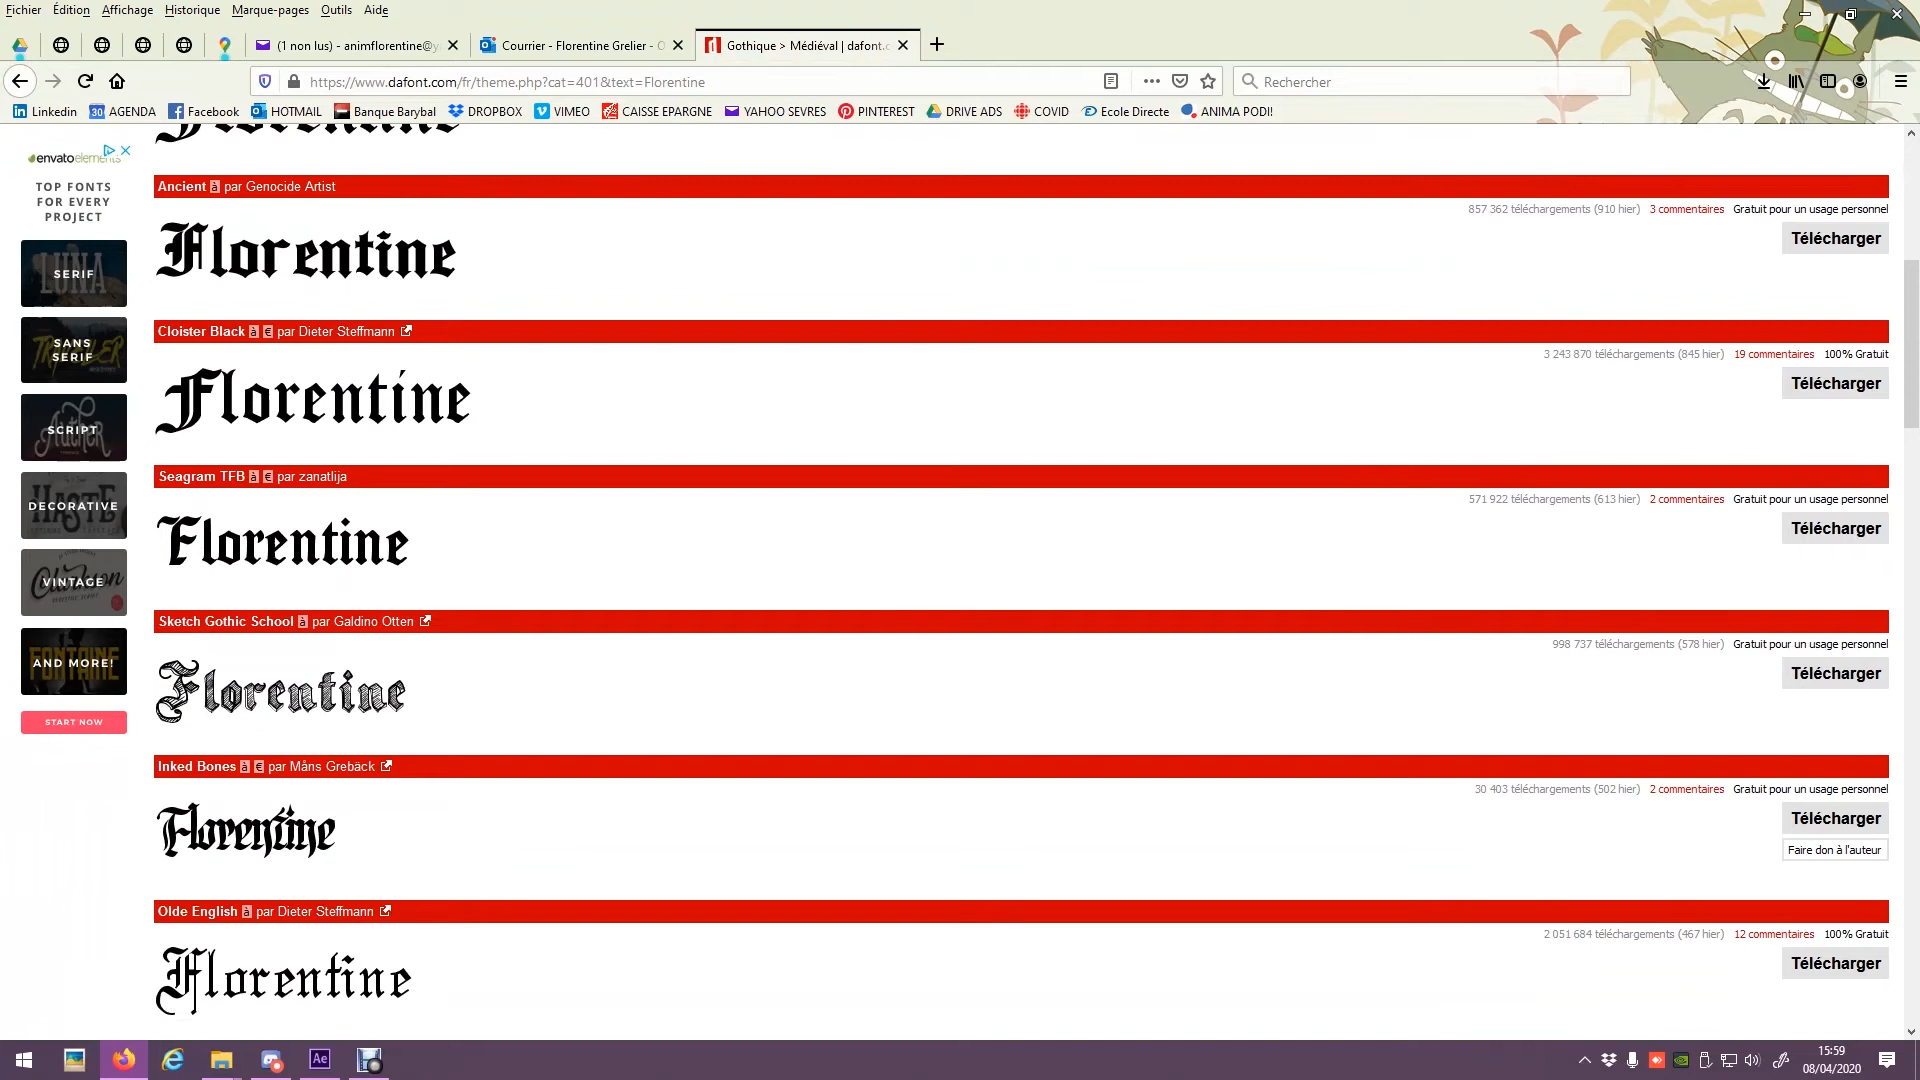 Fichier Édition Affichage Historique Marque-pages Outils Aide
(1 non lus) - animflorentine@y
Courrier - Florentine Grelier - O
Gothique > Médiéval | dafont.c
https://www.dafont.com/fr/theme.php?cat=401&text=Florentine
Rechercher
Linkedin 30 AGENDA Facebook HOTMAIL Banque Barybal DROPBOX VIMEO CAISSE EPARGNE YAHOO SEVRES PINTEREST DRIVE ADS COVID Ecole Directe ANIMA PODI!
Florentine
envatoelements
TOP FONTS
FOR EVERY
PROJECT
LUNA
SERIF
SANS
SERIF
Author
SCRIPT
HASTE
DECORATIVE
VINTAGE
FONTAINE
AND MORE!
START NOW
Ancient à par Genocide Artist
857 362 téléchargements (910 hier) 3 commentaires Gratuit pour un usage personnel
Florentine
Télécharger
Cloister Black à € par Dieter Steffmann
3 243 870 téléchargements (845 hier) 19 commentaires 100% Gratuit
Florentine
Télécharger
Seagram TFB à € par zanatlija
571 922 téléchargements (613 hier) 2 commentaires Gratuit pour un usage personnel
Florentine
Télécharger
Sketch Gothic School à par Galdino Otten
998 737 téléchargements (578 hier) Gratuit pour un usage personnel
Florentine
Télécharger
Inked Bones à € par Måns Grebäck
30 403 téléchargements (502 hier) 2 commentaires Gratuit pour un usage personnel
Florentine
Télécharger
Faire don à l'auteur
Olde English à par Dieter Steffmann
2 051 684 téléchargements (467 hier) 12 commentaires 100% Gratuit
Florentine
Télécharger
Ae
15:59
08/04/2020